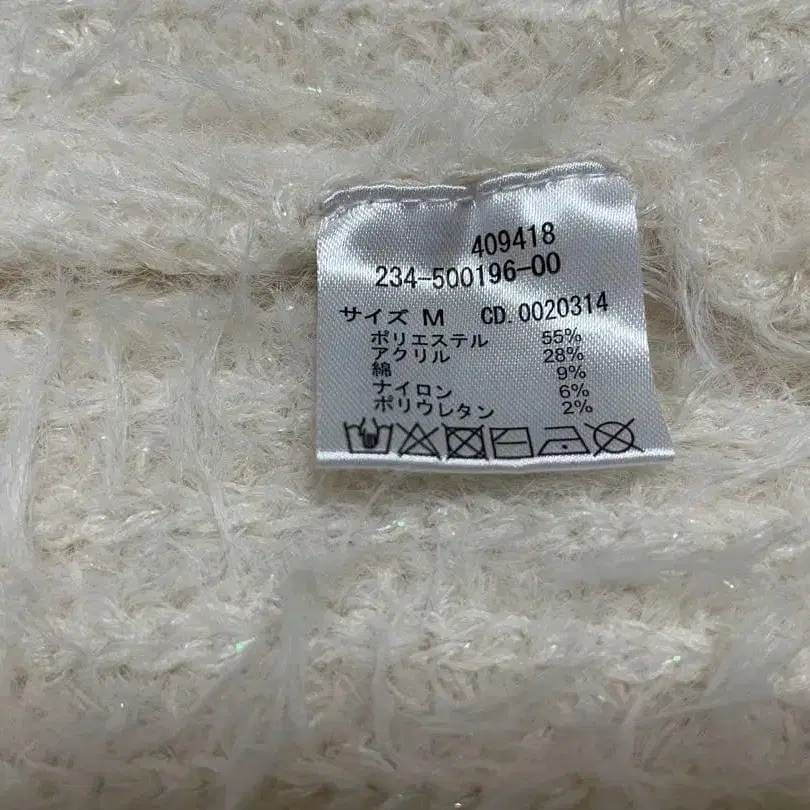 409418
234-500196-00
サイズ M CD.0020314
ポリエステル 55%
アクリル 28%
綿 9%
ナイロン 6%
ポリウレタン 2%